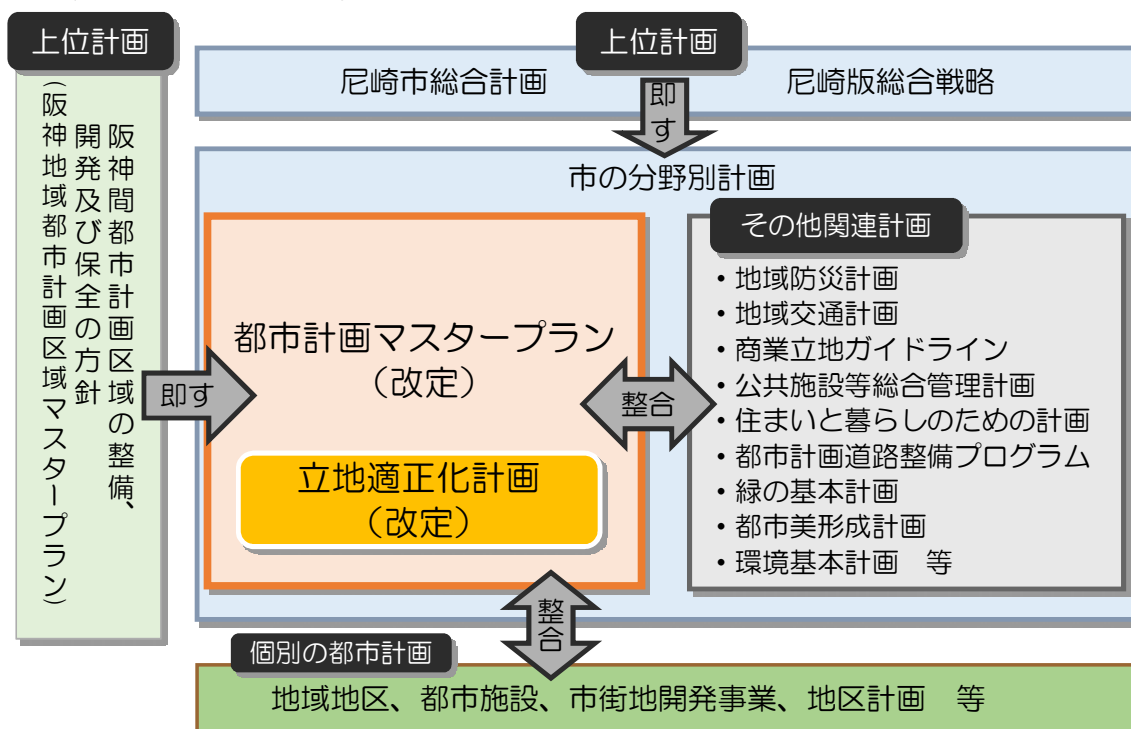 上位計画
阪神間都市計画区域の整備、
開発及び保全の方針
（阪神地域都市計画区域マスタープラン）
上位計画
尼崎市総合計画
尼崎版総合戦略
即す
市の分野別計画
即す
都市計画マスタープラン
（改定）
立地適正化計画
（改定）
整合
その他関連計画
・地域防災計画
・地域交通計画
・商業立地ガイドライン
・公共施設等総合管理計画
・住まいと暮らしのための計画
・都市計画道路整備プログラム
・緑の基本計画
・都市美形成計画
・環境基本計画　等
整合
個別の都市計画
地域地区、都市施設、市街地開発事業、地区計画　等